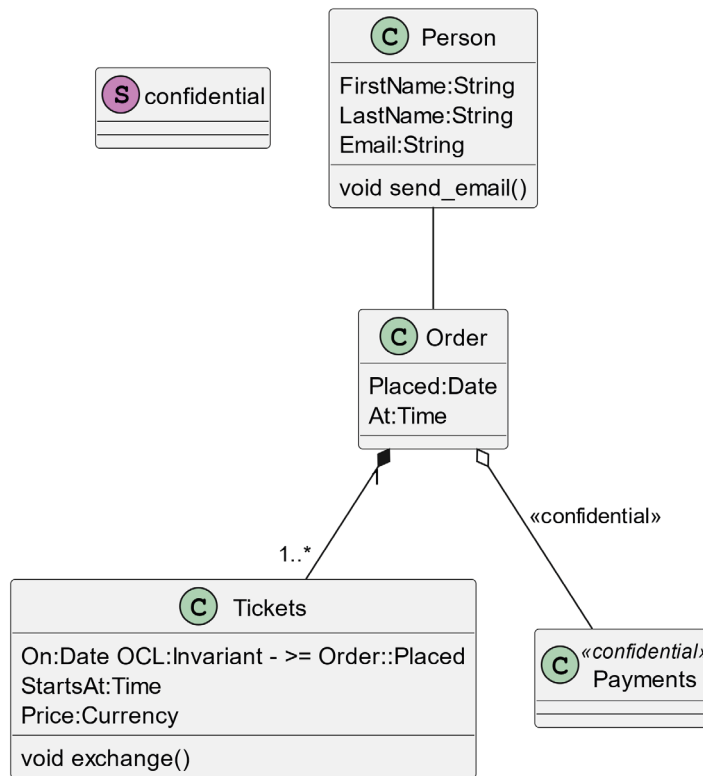 C Person
FirstName:String
LastName:String
Email:String
void send_email()
S confidential
C Order
Placed:Date
At:Time
1
«confidential»
1..*
C Tickets
On:Date OCL:Invariant - >= Order::Placed
StartsAt:Time
Price:Currency
void exchange()
C «confidential»
Payments